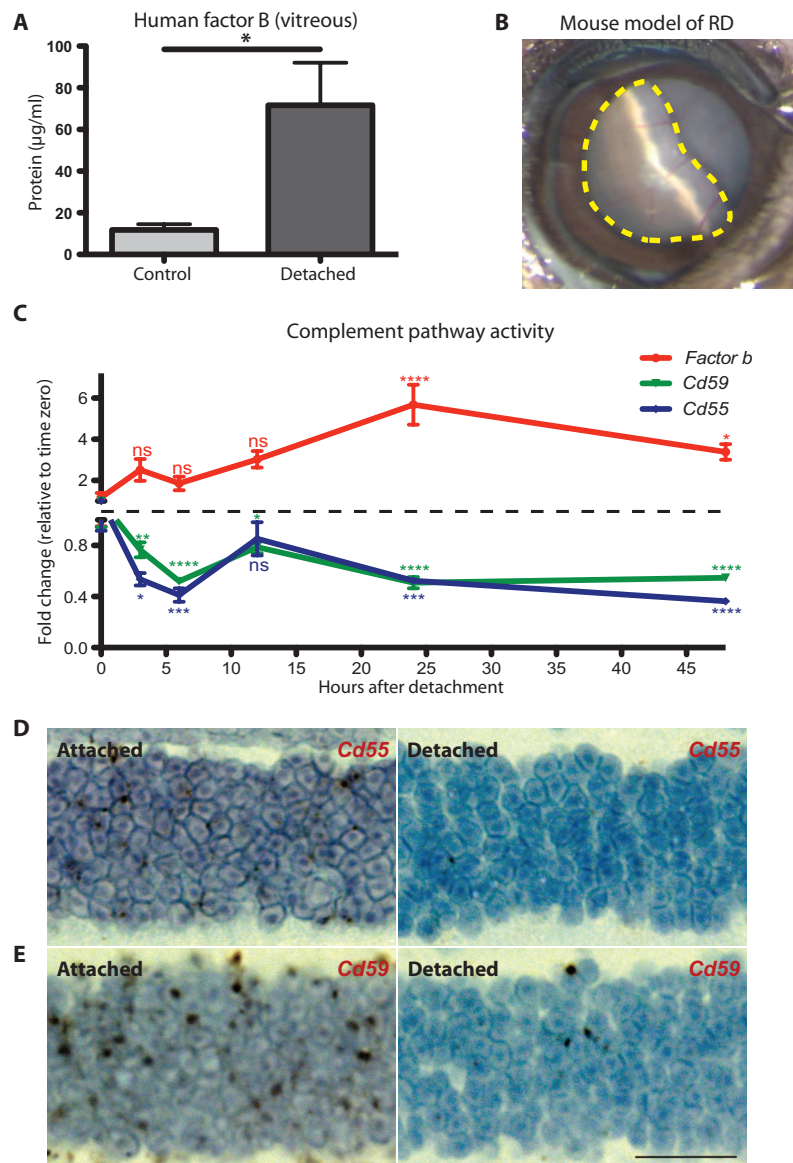 A
Human factor B (vitreous)
*
Protein (µg/ml)
100
80
60
40
20
0
Control
Detached
B
Mouse model of RD
C
Complement pathway activity
Factor b
Cd59
Cd55
Fold change (relative to time zero)
6
4
2
0.8
0.4
0.0
ns
ns
ns
****
*
**
****
*
****
****
*
***
ns
***
****
0
5
10
15
20
25
30
35
40
45
Hours after detachment
D
Attached
Cd55
Detached
Cd55
E
Attached
Cd59
Detached
Cd59